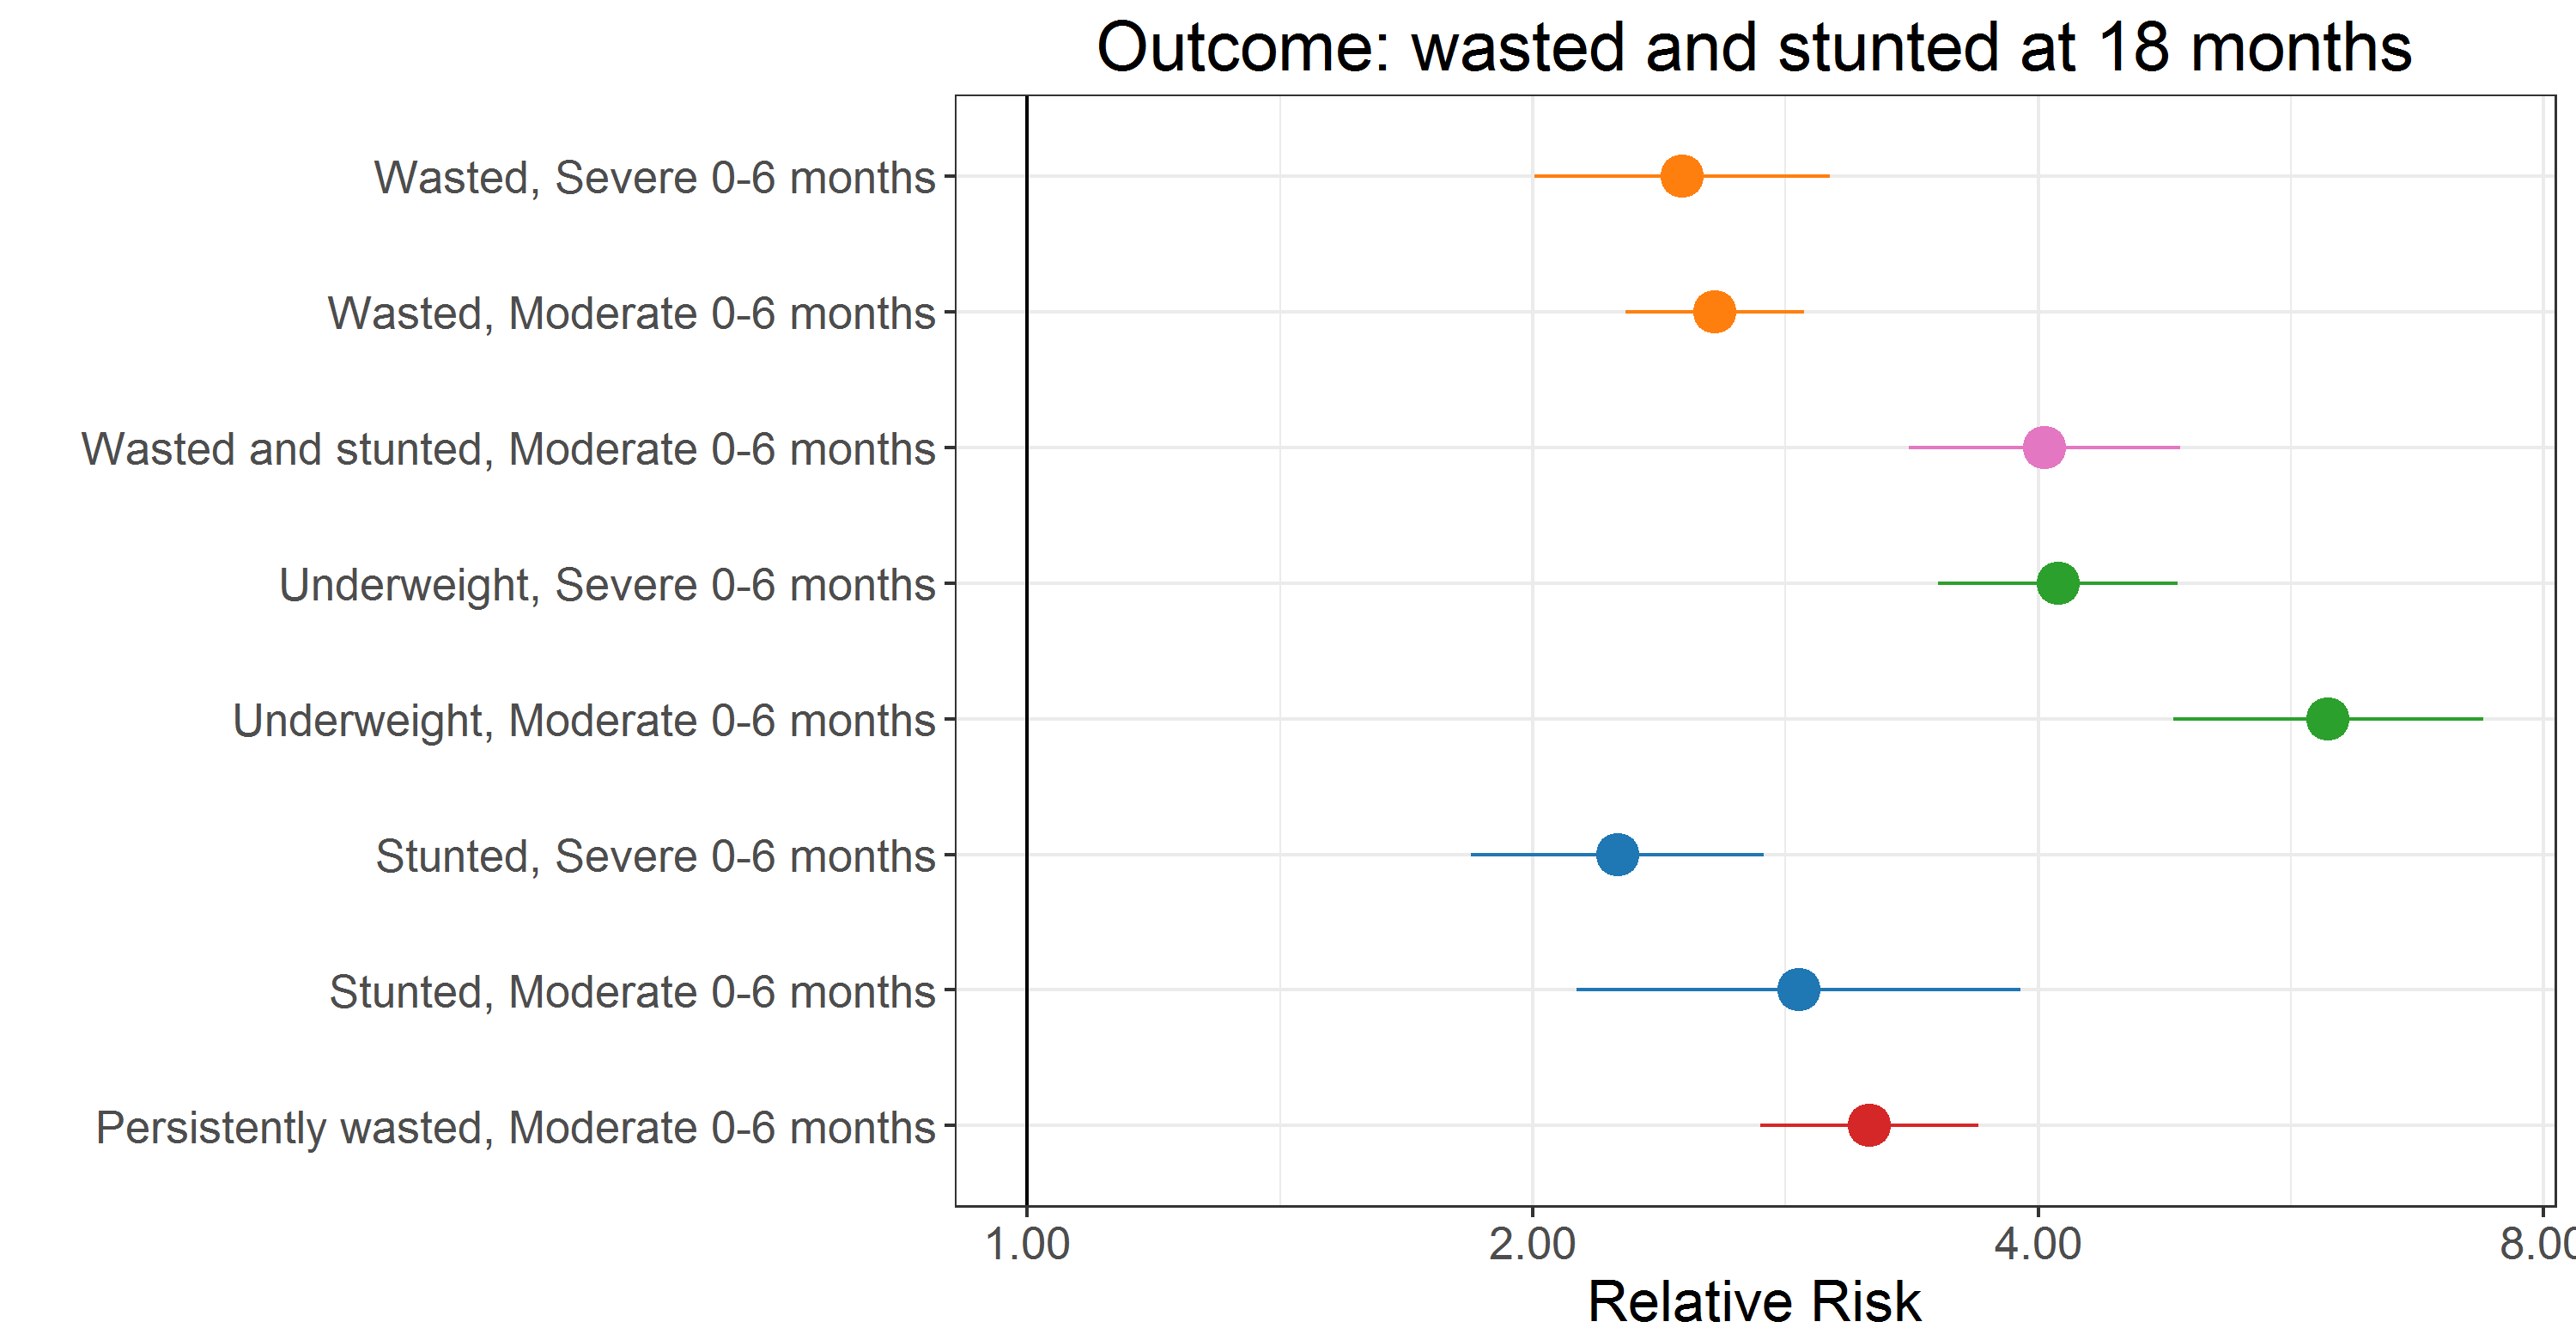 Outcome: wasted and stunted at 18 months
Wasted, Severe 0-6 months
Wasted, Moderate 0-6 months
Wasted and stunted, Moderate 0-6 months
Underweight, Severe 0-6 months
Underweight, Moderate 0-6 months
Stunted, Severe 0-6 months
Stunted, Moderate 0-6 months
Persistently wasted, Moderate 0-6 months
1.00 2.00 4.00 8.00
Relative Risk